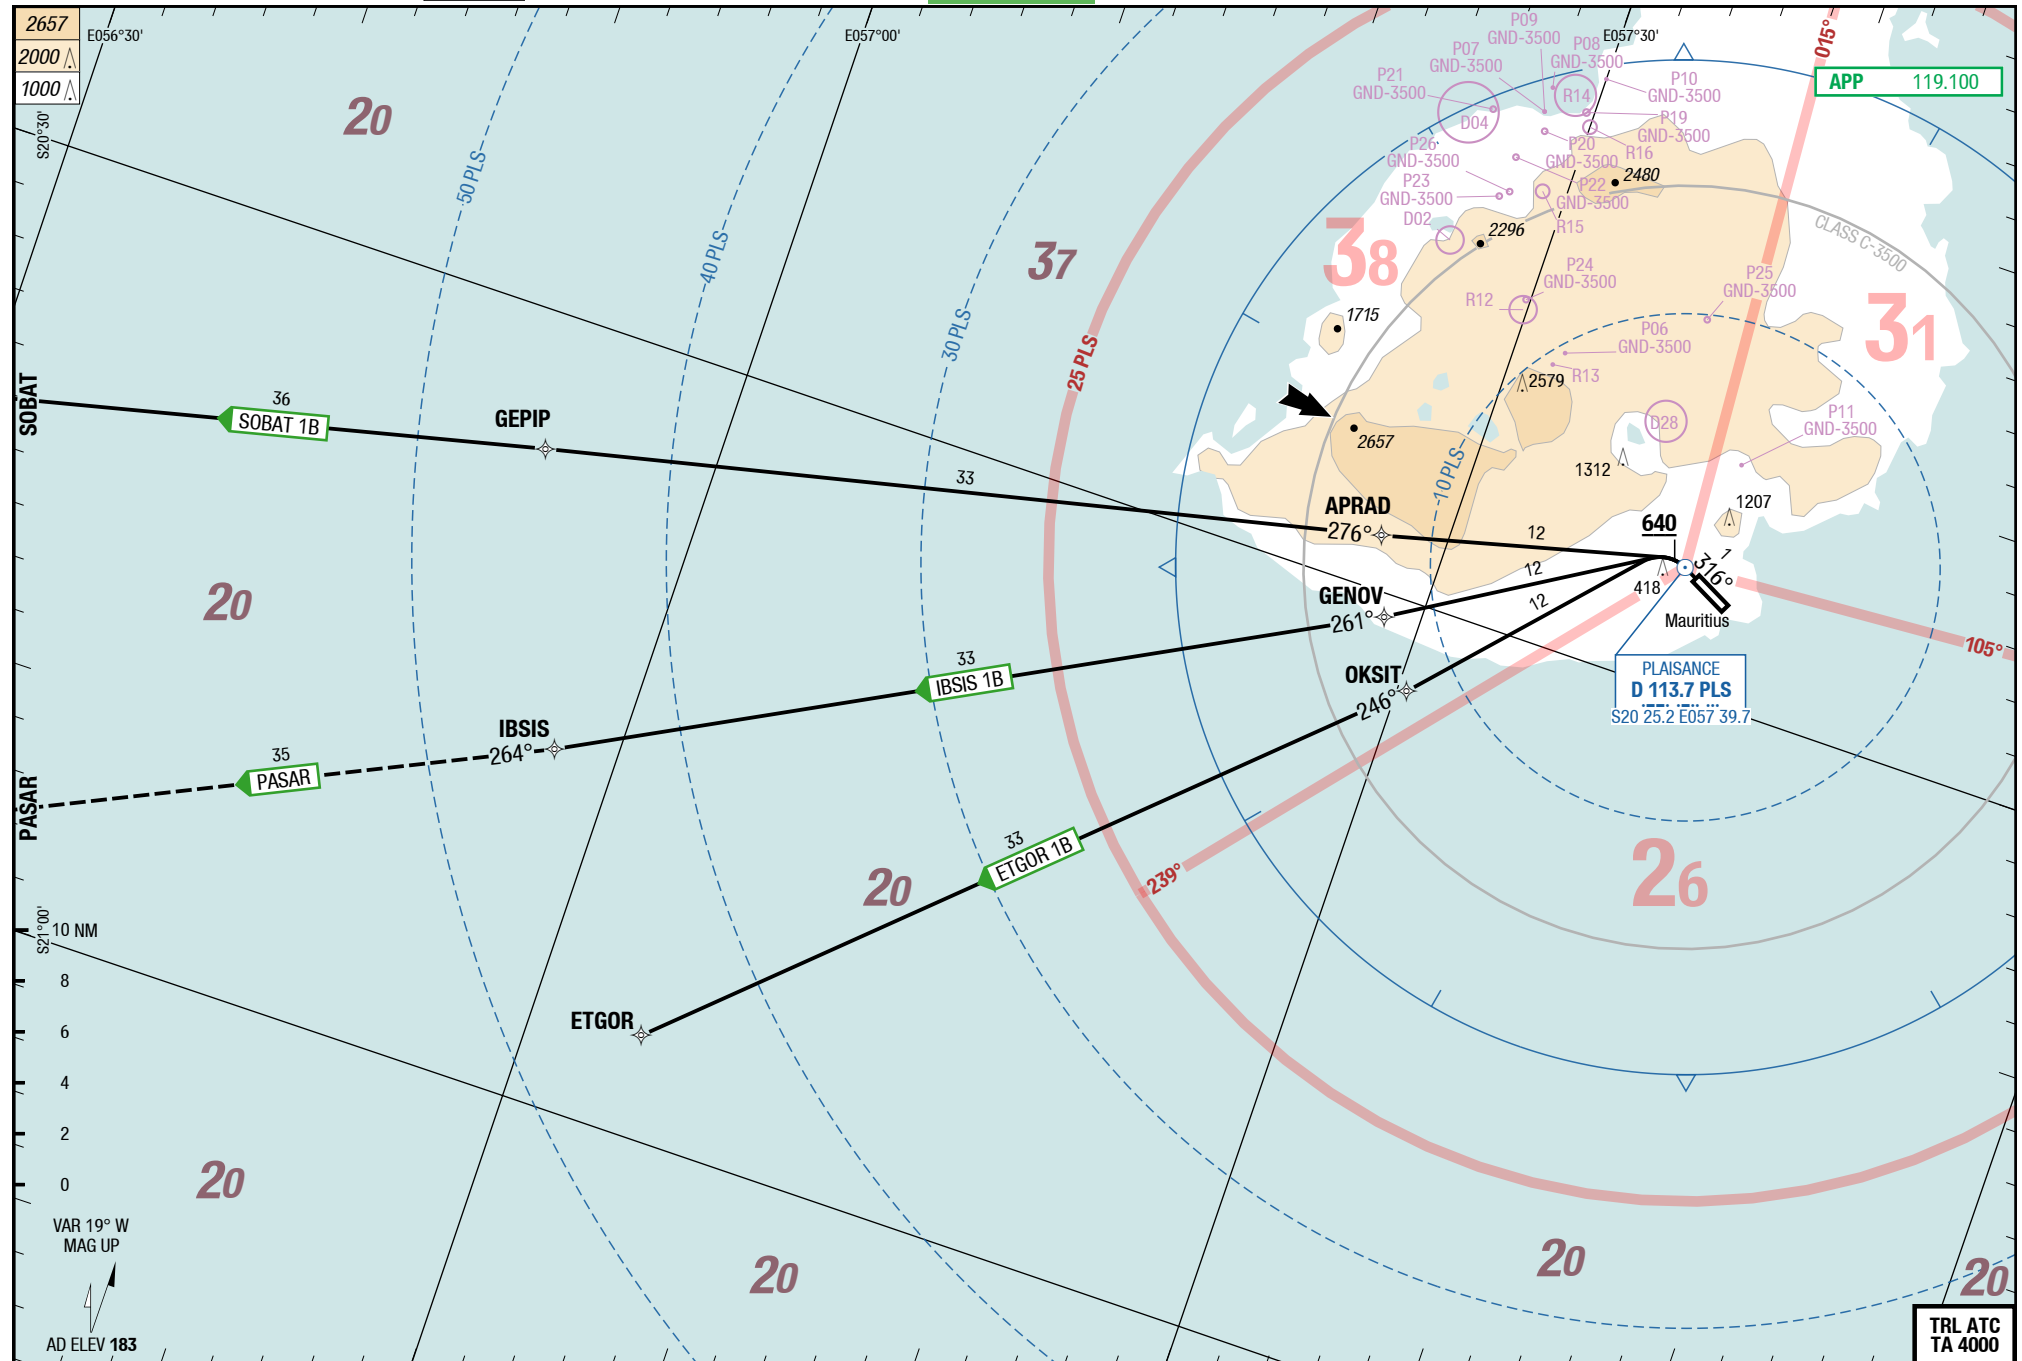 2657
2000
1000
E056°30'
E057°00'
E057°30'
S20°30'
S21°00'
50 PLS
40 PLS
30 PLS
25 PLS
10 PLS
015°
105°
239°
APP 119.100
P09
GND-3500
P07
GND-3500
P08
GND-3500
P21
GND-3500
P10
GND-3500
R14
D04
P19
GND-3500
P26
GND-3500
P20
GND-3500
R16
P23
GND-3500
P22
GND-3500
D02
R15
2480
2296
CLASS C-3500
20
37
38
31
P24
GND-3500
P25
GND-3500
R12
P06
GND-3500
R13
1715
2579
2657
D28
P11
GND-3500
1312
1207
SOBAT
36
SOBAT 1B
GEPIP
33
APRAD
276°
12
640
1
316°
418
Mauritius
20
GENOV
261°
12
33
IBSIS 1B
IBSIS
264°
35
PASAR
PASAR
OKSIT
246°
12
33
ETGOR 1B
ETGOR
PLAISANCE
D 113.7 PLS
S20 25.2 E057 39.7
20
26
10 NM
8
6
4
2
0
20
20
20
20
VAR 19° W
MAG UP
AD ELEV 183
TRL ATC
TA 4000